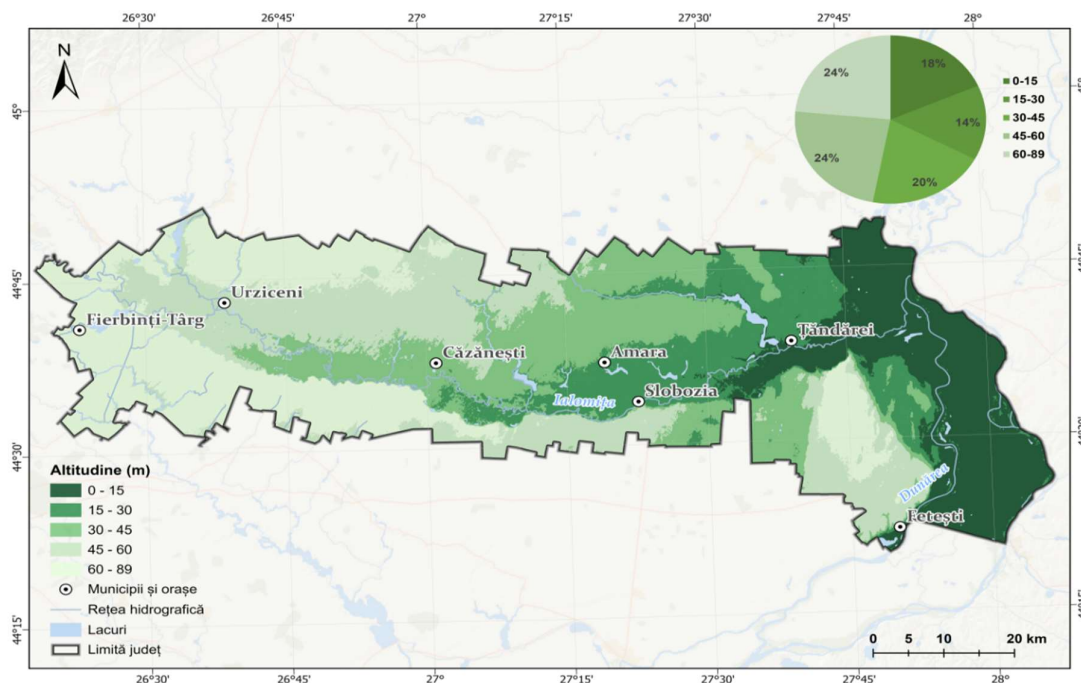 26°30' 26°45' 27° 27°15' 27°30' 27°45' 28°
N
45°
44°45'
44°30'
44°15'
24% 18%
14%
20%
24%
0-15
15-30
30-45
45-60
60-89
Urziceni
Fierbinți-Târg
Căzănești
Amara
Țăndărei
Slobozia
Ialomița
Dunărea
Fetești
Altitudine (m)
0 - 15
15 - 30
30 - 45
45 - 60
60 - 89
Municipii și orașe
Rețea hidrografică
Lacuri
Limită județ
0 5 10 20 km
26°30' 26°45' 27° 27°15' 27°30' 27°45' 28°